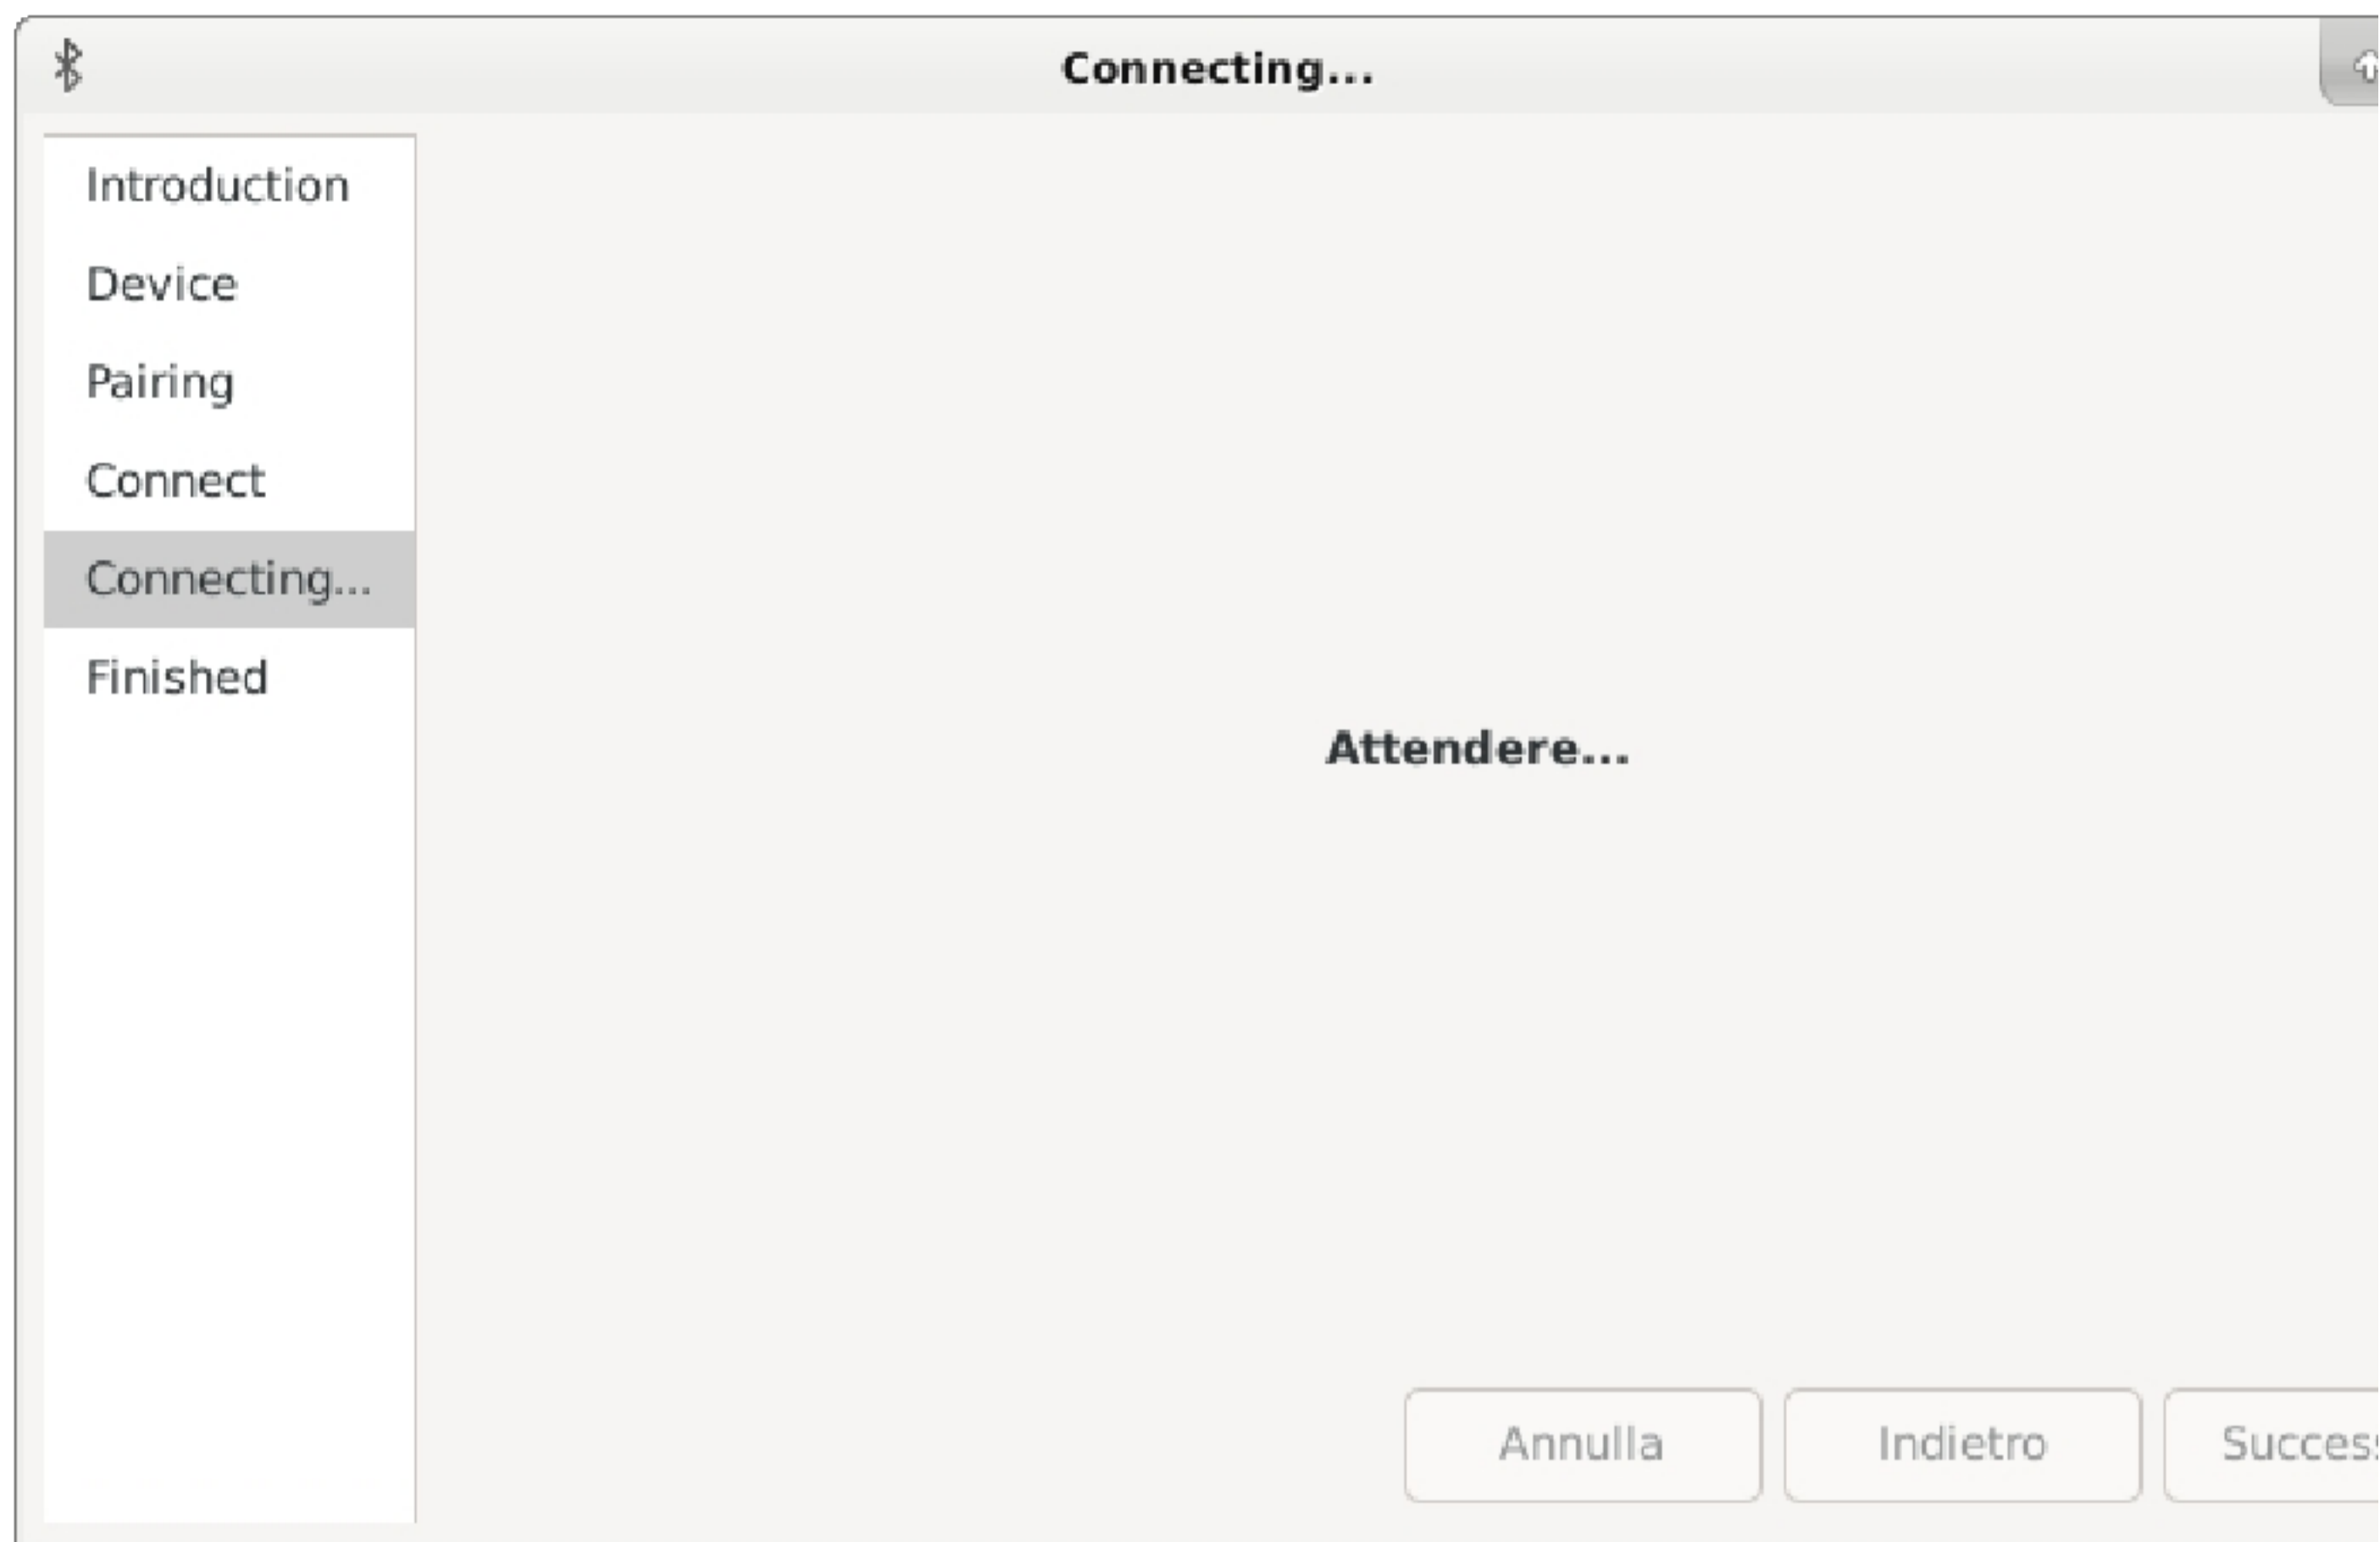 Connecting...
Introduction
Device
Pairing
Connect
Connecting...
Finished
Attendere...
Annulla
Indietro